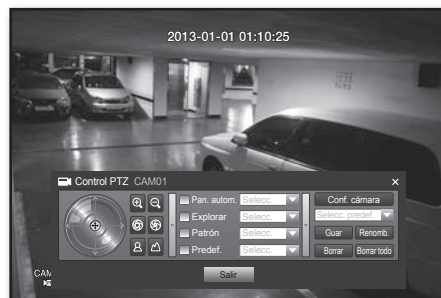 2013-01-01 01:10:25
Control PTZ CAM01 ×
Pan. autom. Selecc. Conf. cámara
Explorar Selecc. Selecc. predef.
Patrón Selecc. Guar Renomb.
Predef. Selecc. Borrar Borrar todo
CAM
Salir